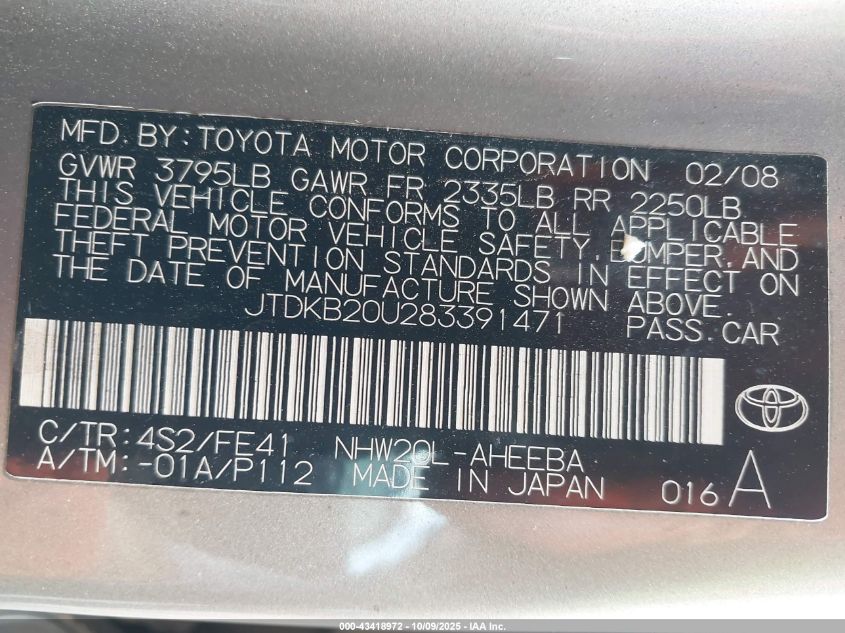 MFD. BY: TOYOTA MOTOR CORPORATION 02/08
GVWR 3795LB GAWR FR 2335LB RR 2250LB
THIS VEHICLE CONFORMS TO ALL APPLICABLE
FEDERAL MOTOR VEHICLE SAFETY, BUMPER, AND
THEFT PREVENTION STANDARDS IN EFFECT ON
THE DATE OF MANUFACTURE SHOWN ABOVE.
JTDKB20U283391471 PASS. CAR
C/TR: 4S2/FE41 NHW20L-AHEEBA
A/TM: -01A/P112 MADE IN JAPAN 016 A
000-43418972 - 10/09/2025 - IAA Inc.